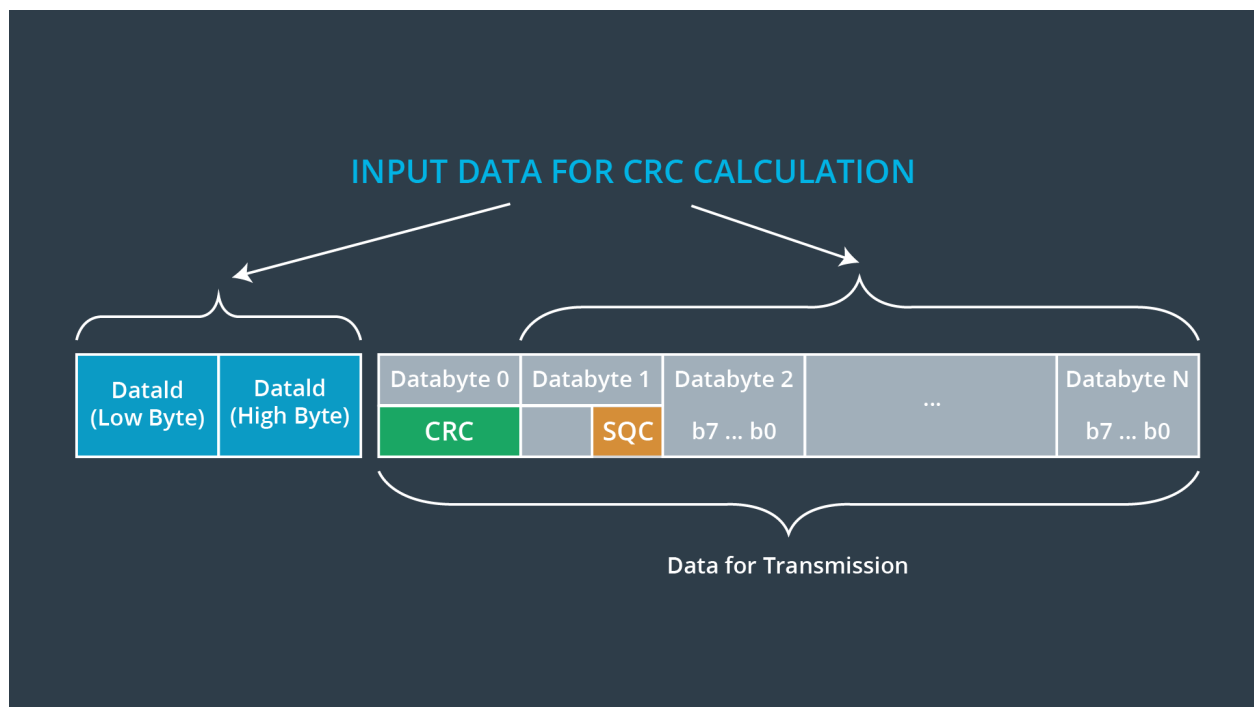 INPUT DATA FOR CRC CALCULATION
DataId
(Low Byte)
DataId
(High Byte)
Databyte 0
CRC
Databyte 1
SQC
Databyte 2
b7 ... b0
...
Databyte N
b7 ... b0
Data for Transmission